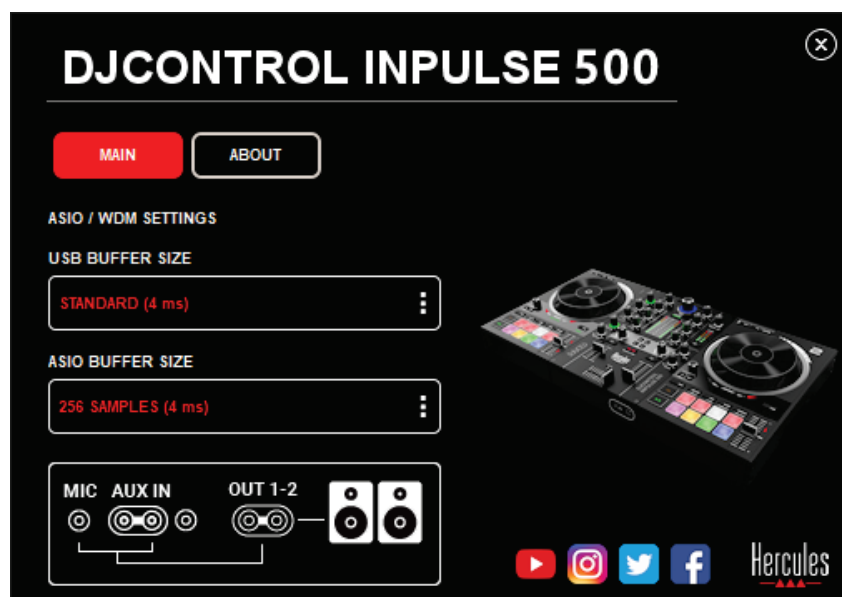 DJCONTROL INPULSE 500
MAIN
ABOUT
ASIO / WDM SETTINGS
USB BUFFER SIZE
STANDARD (4 ms)
ASIO BUFFER SIZE
256 SAMPLES (4 ms)
MIC AUX IN OUT 1-2
Hercules